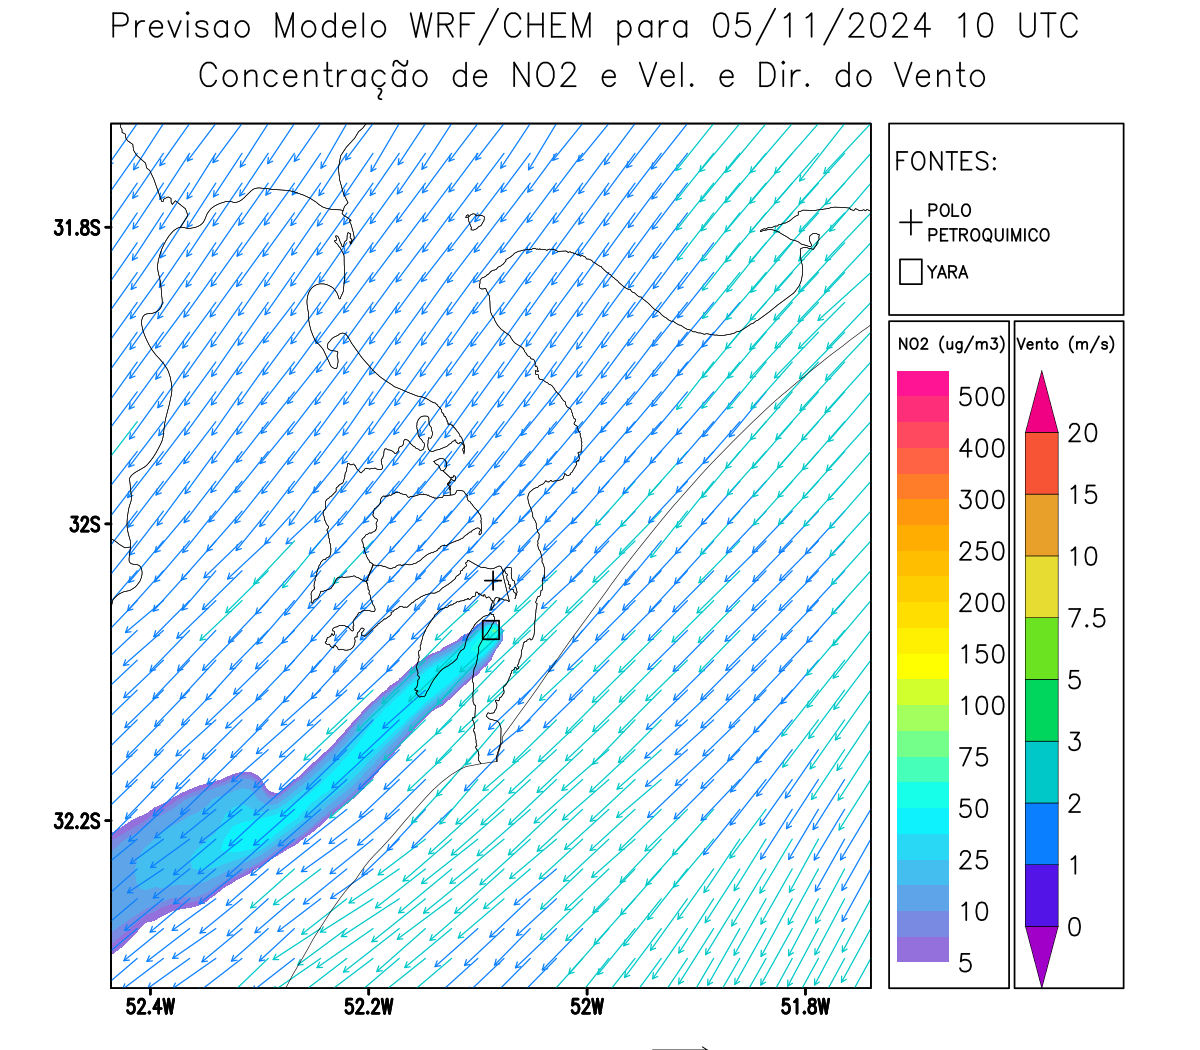 Previsao Modelo WRF/CHEM para 05/11/2024 10 UTC
Concentração de NO2 e Vel. e Dir. do Vento
FONTES:
POLO
PETROQUIMICO
YARA
NO2 (ug/m3)
500
400
300
250
200
150
100
75
50
25
10
5
Vento (m/s)
20
15
10
7.5
5
3
2
1
0
31.8S
32S
32.2S
52.4W
52.2W
52W
51.8W